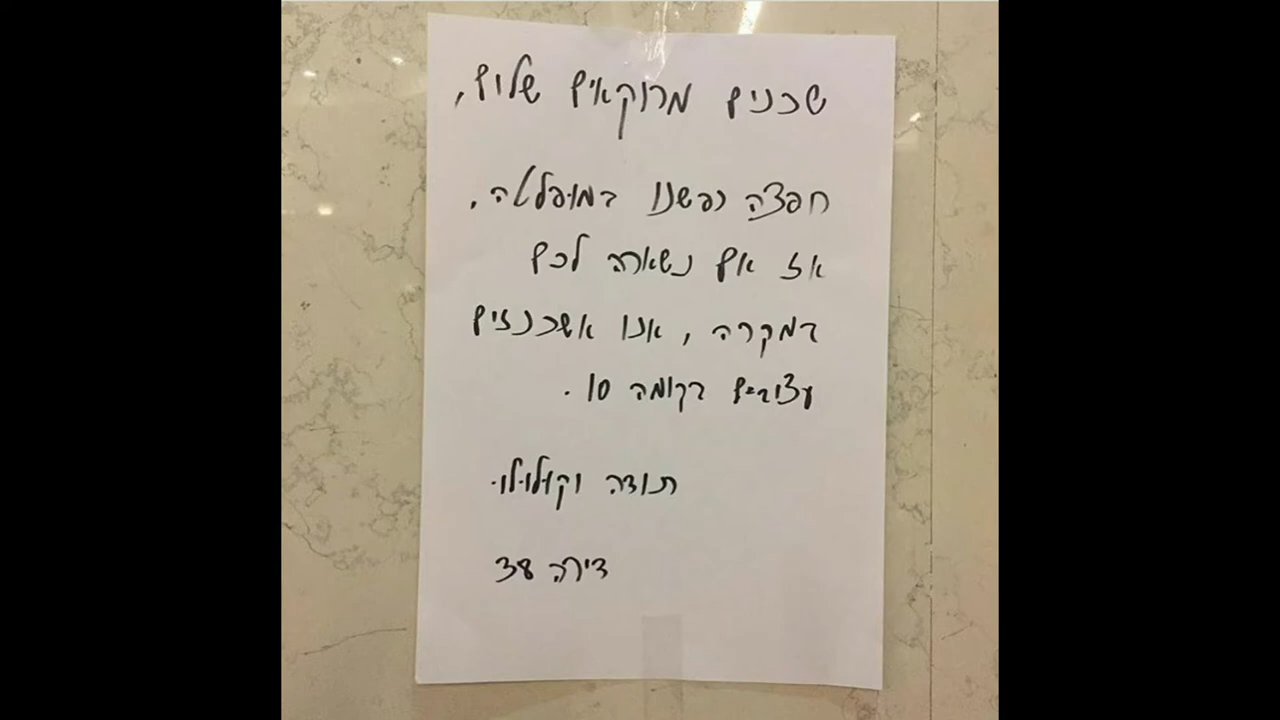 שכנים מרוקאים שלום,
חפצה נפשנו במופלטה,
אז אם נשארה לכם
במקרה, אנו אשכנזים
עצובים בקומה 10.
תודה וקולולו.
דירה 38